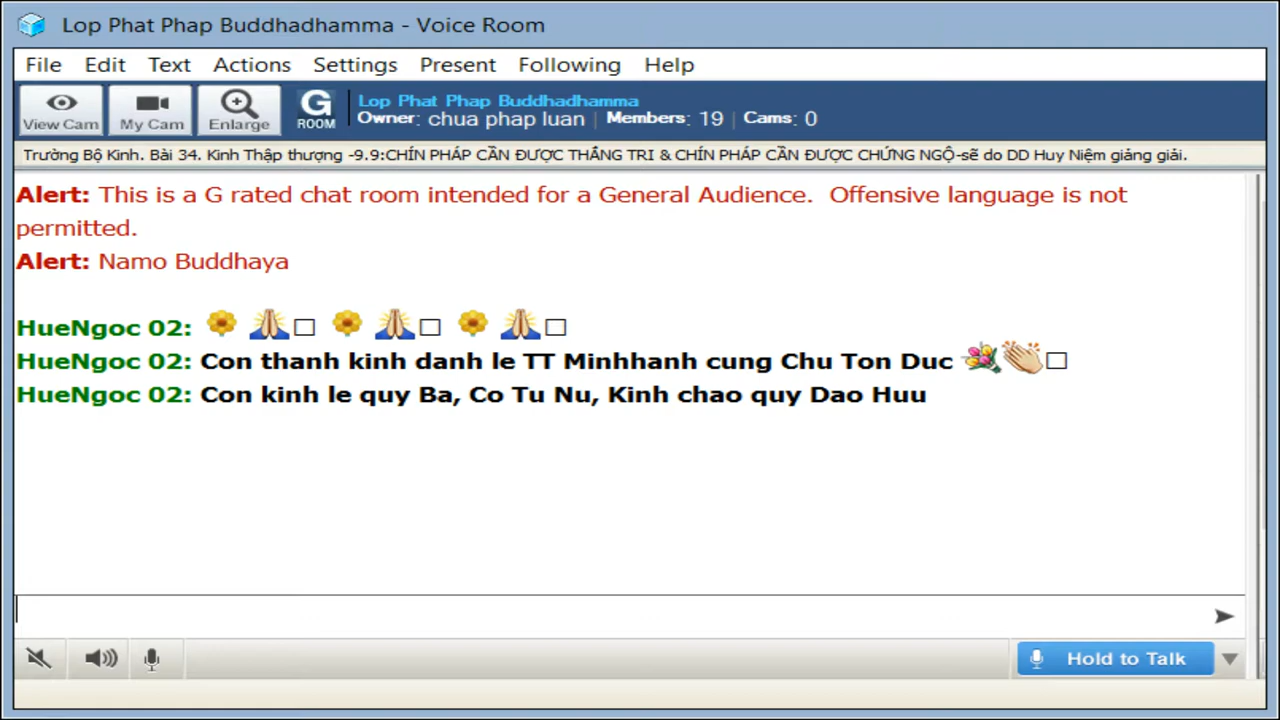 Lop Phat Phap Buddhadhamma - Voice Room
File Edit Text Actions Settings Present Following Help
View Cam My Cam Enlarge G ROOM
Lop Phat Phap Buddhadhamma
Owner: chua phap luan | Members: 19 | Cams: 0
Trường Bộ Kinh. Bài 34. Kinh Thập thượng -9.9:CHÍN PHÁP CẦN ĐƯỢC THẮNG TRI & CHÍN PHÁP CẦN ĐƯỢC CHỨNG NGỘ-sẽ do DD Huy Niệm giảng giải.
Alert: This is a G rated chat room intended for a General Audience. Offensive language is not
permitted.
Alert: Namo Buddhaya
HueNgoc 02:
HueNgoc 02: Con thanh kinh danh le TT Minhhanh cung Chu Ton Duc
HueNgoc 02: Con kinh le quy Ba, Co Tu Nu, Kinh chao quy Dao Huu
Hold to Talk